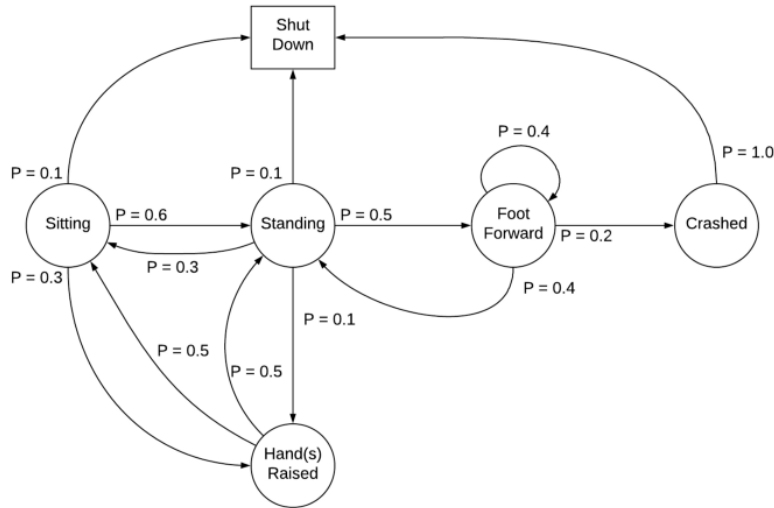 Shut
Down
P = 0.4
P = 1.0
P = 0.1
P = 0.1
Sitting
P = 0.6
Standing
P = 0.5
Foot
Forward
P = 0.2
Crashed
P = 0.3
P = 0.3
P = 0.4
P = 0.1
P = 0.5
P = 0.5
Hand(s)
Raised